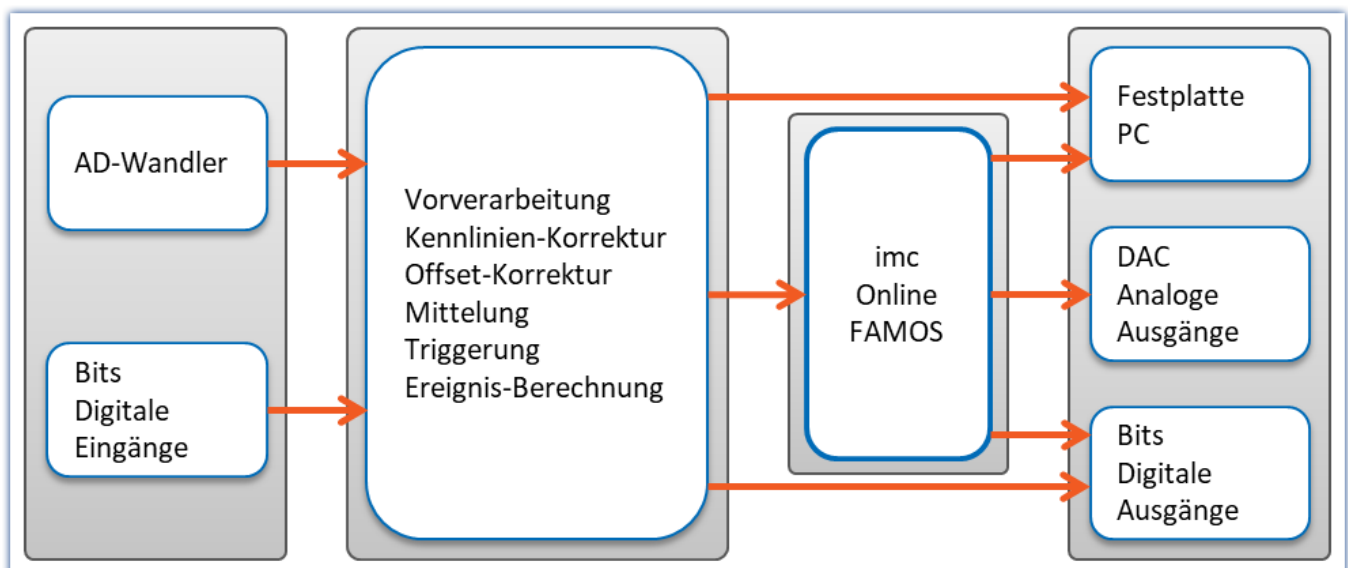 AD-Wandler
Bits
Digitale
Eingänge
Vorverarbeitung
Kennlinien-Korrektur
Offset-Korrektur
Mittelung
Triggerung
Ereignis-Berechnung
imc
Online
FAMOS
Festplatte
PC
DAC
Analoge
Ausgänge
Bits
Digitale
Ausgänge